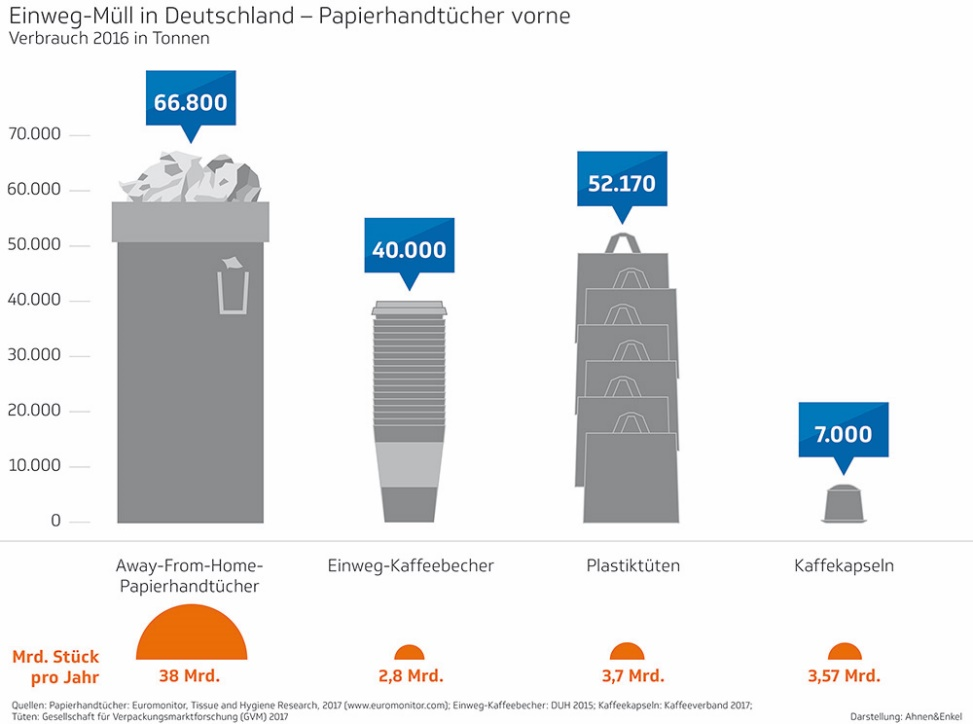 Einweg-Müll in Deutschland – Papierhandtücher vorne
Verbrauch 2016 in Tonnen
66.800
70.000
60.000
52.170
50.000
40.000
40.000
30.000
20.000
7.000
10.000
0
Away-From-Home-
Papierhandtücher
Einweg-Kaffeebecher
Plastiktüten
Kaffekapseln
Mrd. Stück
pro Jahr
38 Mrd.
2,8 Mrd.
3,7 Mrd.
3,57 Mrd.
Quellen: Papierhandtücher: Euromonitor, Tissue and Hygiene Research, 2017 (www.euromonitor.com); Einweg-Kaffeebecher: DUH 2015; Kaffeekapseln: Kaffeeverband 2017;
Tüten: Gesellschaft für Verpackungsmarktforschung (GVM) 2017
Darstellung: Ahnen&Enkel